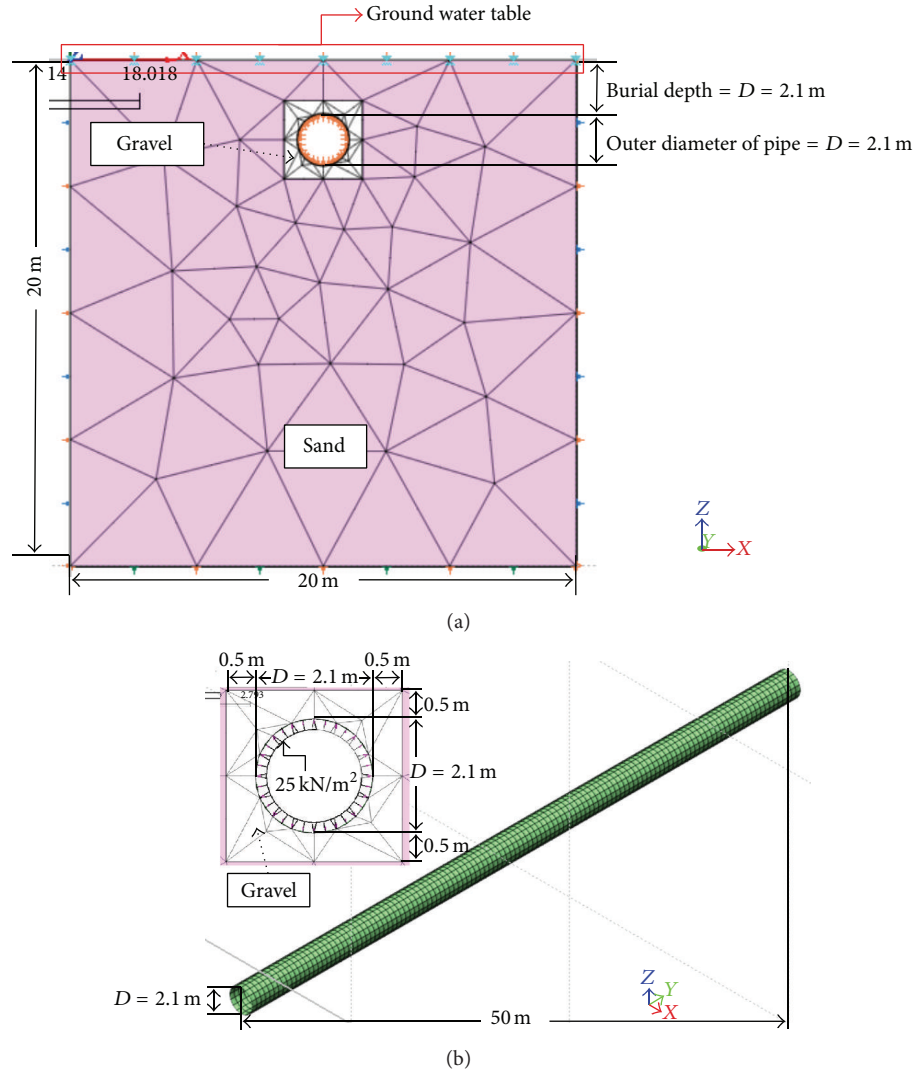 Ground water table
14
18.018
Burial depth = D = 2.1 m
Gravel
Outer diameter of pipe = D = 2.1 m
20 m
Sand
Z
Y
X
20 m
(a)
0.5 m
0.5 m
D = 2.1 m
2.793
0.5 m
D = 2.1 m
25 kN/m²
0.5 m
Gravel
D = 2.1 m
Z
Y
X
50 m
(b)